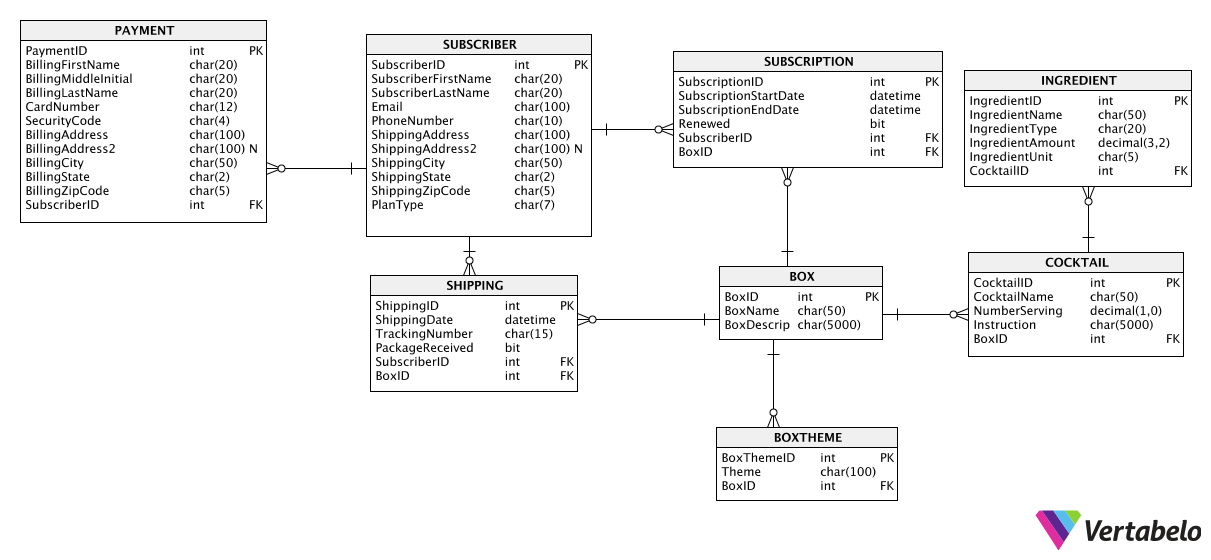 PAYMENT
PaymentID int PK
BillingFirstName char(20)
BillingMiddleInitial char(20)
BillingLastName char(20)
CardNumber char(12)
SecurityCode char(4)
BillingAddress char(100)
BillingAddress2 char(100) N
BillingCity char(50)
BillingState char(2)
BillingZipCode char(5)
SubscriberID int FK
SUBSCRIBER
SubscriberID int PK
SubscriberFirstName char(20)
SubscriberLastName char(20)
Email char(100)
PhoneNumber char(10)
ShippingAddress char(100)
ShippingAddress2 char(100) N
ShippingCity char(50)
ShippingState char(2)
ShippingZipCode char(5)
PlanType char(7)
SUBSCRIPTION
SubscriptionID int PK
SubscriptionStartDate datetime
SubscriptionEndDate datetime
Renewed bit
SubscriberID int FK
BoxID int FK
INGREDIENT
IngredientID int PK
IngredientName char(50)
IngredientType char(20)
IngredientAmount decimal(3,2)
IngredientUnit char(5)
CocktailID int FK
SHIPPING
ShippingID int PK
ShippingDate datetime
TrackingNumber char(15)
PackageReceived bit
SubscriberID int FK
BoxID int FK
BOX
BoxID int PK
BoxName char(50)
BoxDescrip char(5000)
COCKTAIL
CocktailID int PK
CocktailName char(50)
NumberServing decimal(1,0)
Instruction char(5000)
BoxID int FK
BOXTHEME
BoxThemeID int PK
Theme char(100)
BoxID int FK
Vertabelo